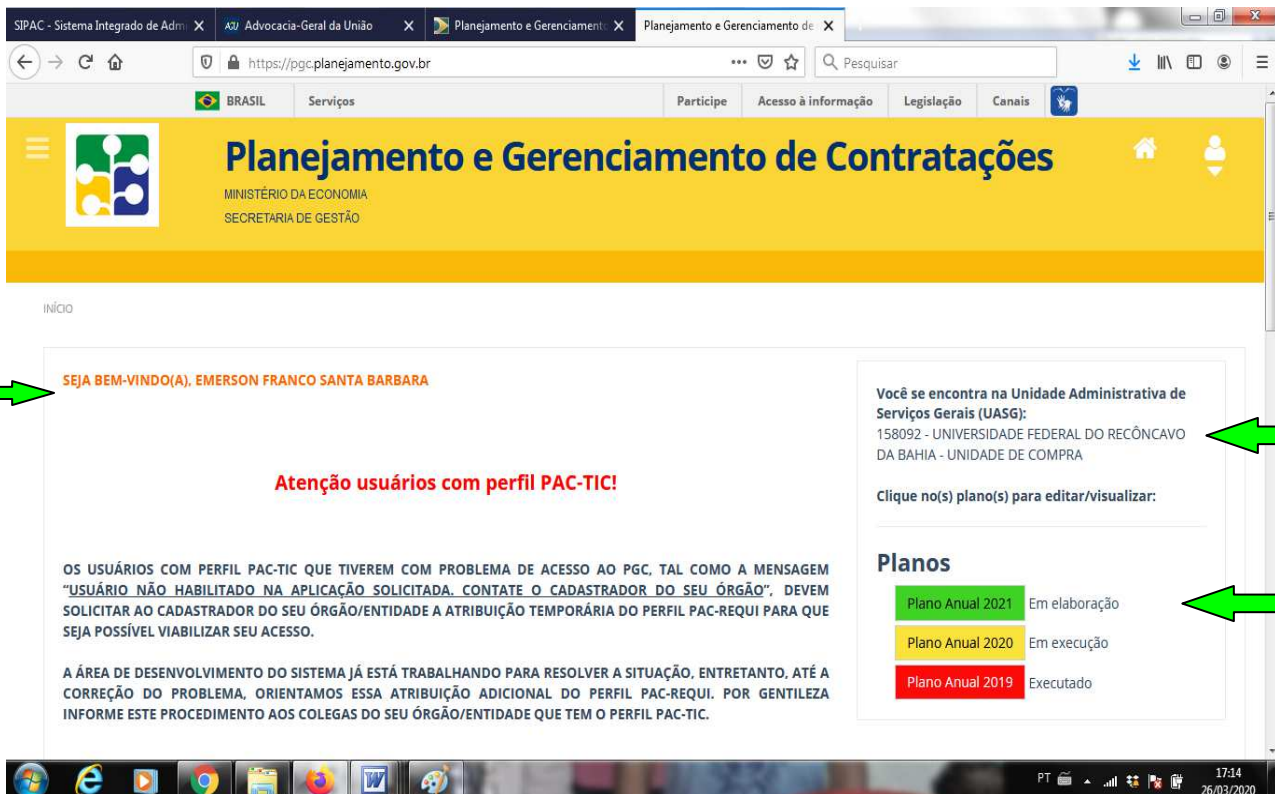 SIPAC - Sistema Integrado de Adm
AGU Advocacia-Geral da União
Planejamento e Gerenciamento
Planejamento e Gerenciamento de
https://pgc.planejamento.gov.br
Pesquisar
BRASIL
Serviços
Participe
Acesso à informação
Legislação
Canais
Planejamento e Gerenciamento de Contratações
MINISTÉRIO DA ECONOMIA
SECRETARIA DE GESTÃO
INÍCIO
SEJA BEM-VINDO(A), EMERSON FRANCO SANTA BARBARA
Atenção usuários com perfil PAC-TIC!
OS USUÁRIOS COM PERFIL PAC-TIC QUE TIVEREM COM PROBLEMA DE ACESSO AO PGC, TAL COMO A MENSAGEM
“USUÁRIO NÃO HABILITADO NA APLICAÇÃO SOLICITADA. CONTATE O CADASTRADOR DO SEU ÓRGÃO”, DEVEM
SOLICITAR AO CADASTRADOR DO SEU ÓRGÃO/ENTIDADE A ATRIBUIÇÃO TEMPORÁRIA DO PERFIL PAC-REQUI PARA QUE
SEJA POSSÍVEL VIABILIZAR SEU ACESSO.
A ÁREA DE DESENVOLVIMENTO DO SISTEMA JÁ ESTÁ TRABALHANDO PARA RESOLVER A SITUAÇÃO, ENTRETANTO, ATÉ A
CORREÇÃO DO PROBLEMA, ORIENTAMOS ESSA ATRIBUIÇÃO ADICIONAL DO PERFIL PAC-REQUI. POR GENTILEZA
INFORME ESTE PROCEDIMENTO AOS COLEGAS DO SEU ÓRGÃO/ENTIDADE QUE TEM O PERFIL PAC-TIC.
Você se encontra na Unidade Administrativa de
Serviços Gerais (UASG):
158092 - UNIVERSIDADE FEDERAL DO RECÔNCAVO
DA BAHIA - UNIDADE DE COMPRA
Clique no(s) plano(s) para editar/visualizar:
Planos
Plano Anual 2021 Em elaboração
Plano Anual 2020 Em execução
Plano Anual 2019 Executado
PT
17:14
26/03/2020